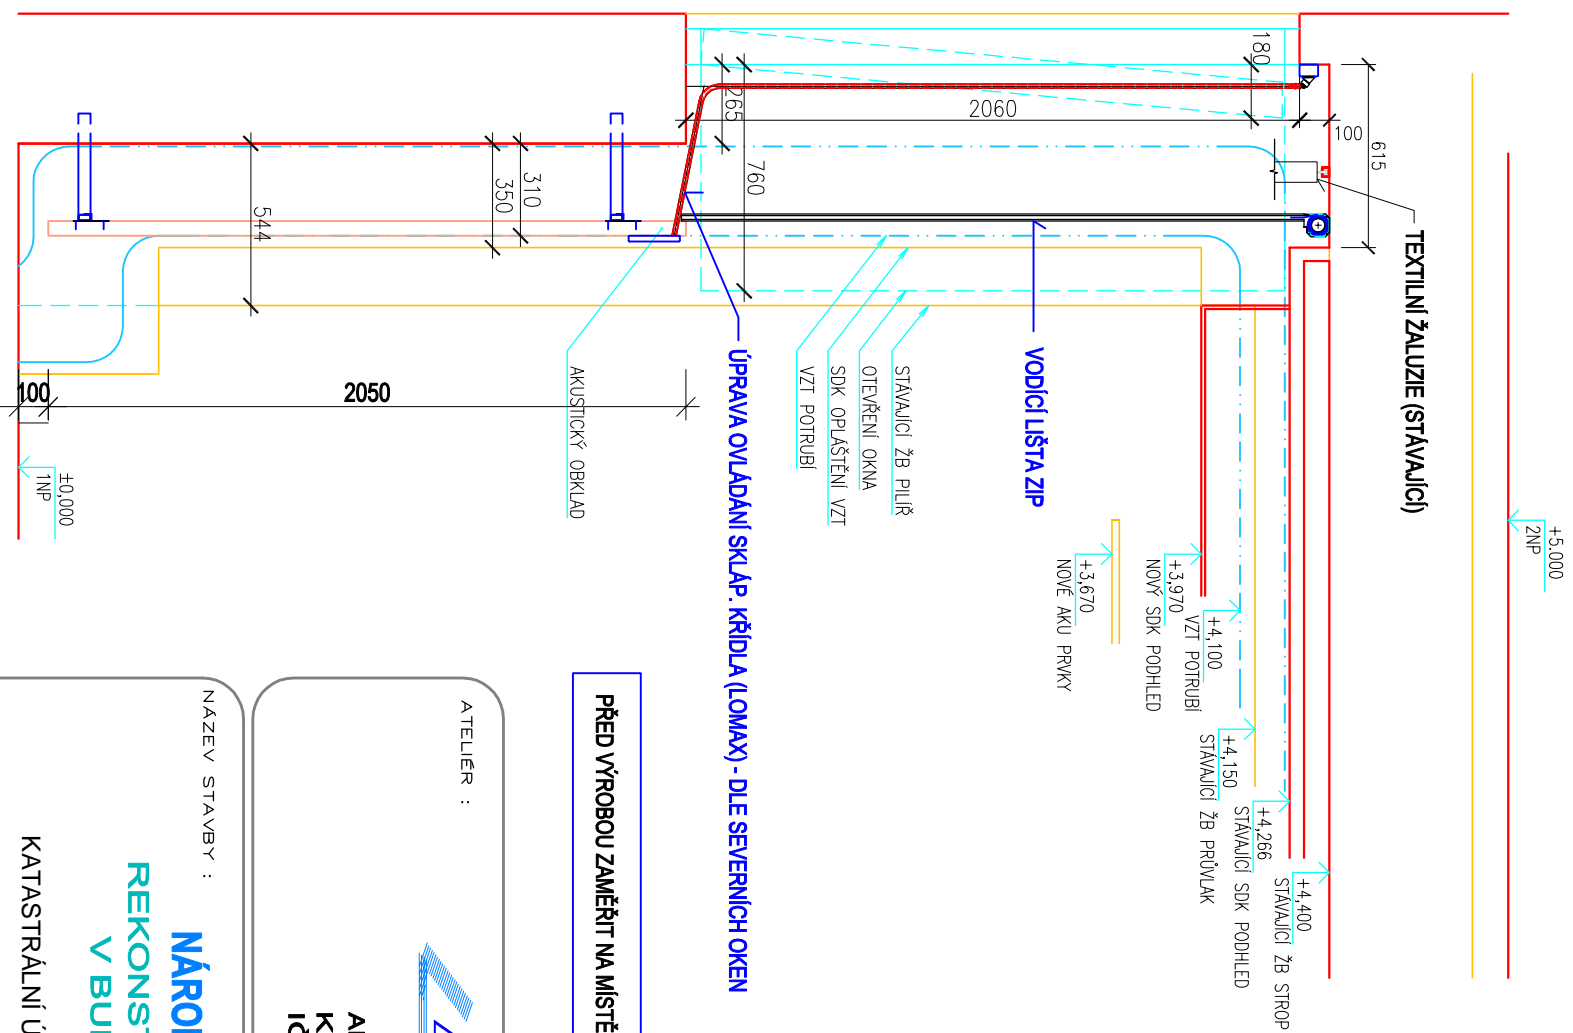 +5.000
2NP
TEXTILNÍ ŽALUZIE (STÁVAJÍCÍ)
180
265
2060
100
615
760
310
350
544
2050
100
±0,000
1NP
VODÍCÍ LIŠTA ZIP
STÁVAJÍCÍ ŽB PILÍŘ
OTEVŘENÍ OKNA
SDK OPLÁŠTĚNÍ VZT
VZT POTRUBÍ
ÚPRAVA OVLÁDÁNÍ SKLÁP. KŘÍDLA (LOMAX) - DLE SEVERNÍCH OKEN
AKUSTICKÝ OBKLAD
+4,400
STÁVAJÍCÍ ŽB STROP
+4,266
STÁVAJÍCÍ SDK PODHLED
+4,150
STÁVAJÍCÍ ŽB PRŮVLAK
+4,100
VZT POTRUBÍ
+3,970
NOVÝ SDK PODHLED
+3,670
NOVÉ AKU PRVKY
PŘED VÝROBOU ZAMĚŘIT NA MÍSTĚ
ATELIÉR :
NÁZEV STAVBY :
V
KATASTRÁLNÍ